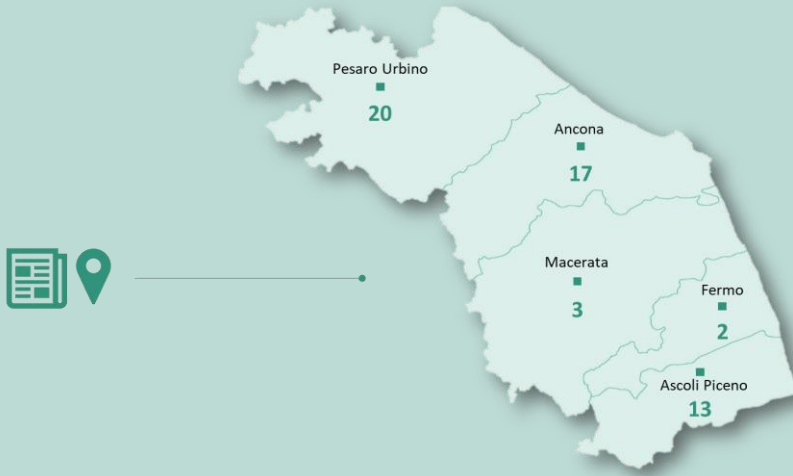 Pesaro Urbino
20
Ancona
17
Macerata
3
Fermo
2
Ascoli Piceno
13